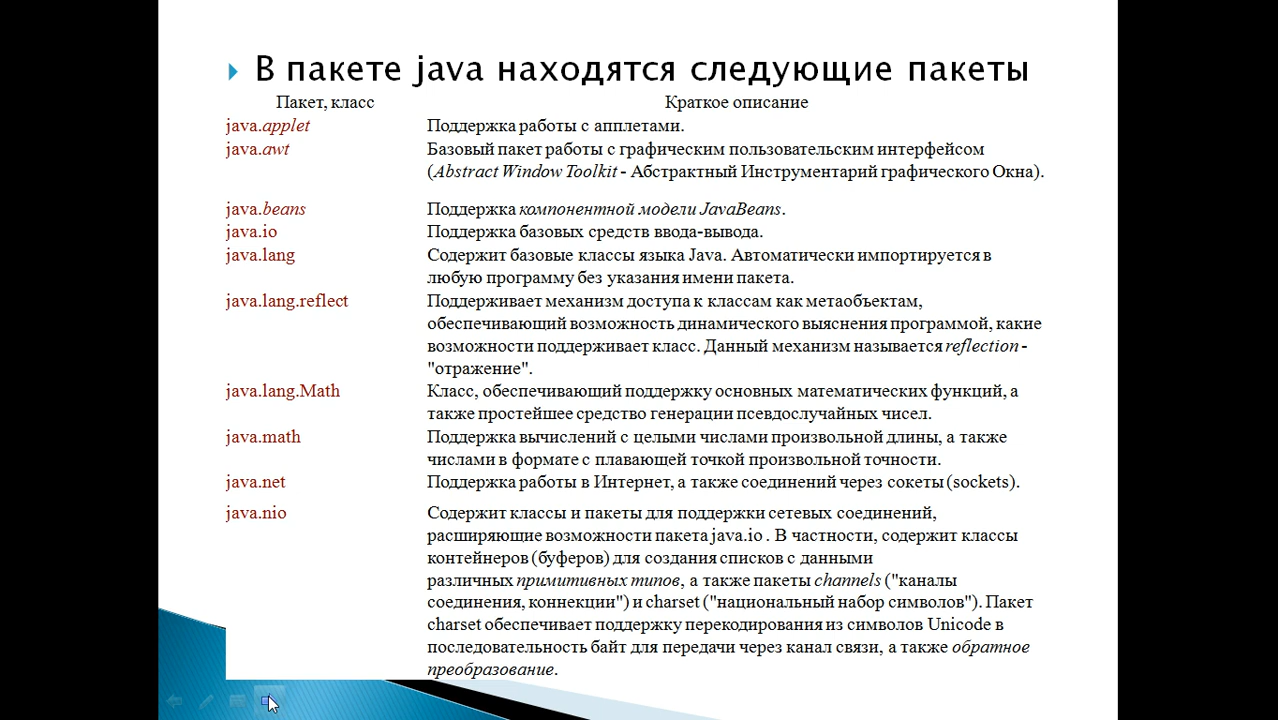 В пакете java находятся следующие пакеты
Пакет, класс Краткое описание
java.applet Поддержка работы с апплетами.
java.awt Базовый пакет работы с графическим пользовательским интерфейсом
(Abstract Window Toolkit - Абстрактный Инструментарий графического Окна).
java.beans Поддержка компонентной модели JavaBeans.
java.io Поддержка базовых средств ввода-вывода.
java.lang Содержит базовые классы языка Java. Автоматически импортируется в
любую программу без указания имени пакета.
java.lang.reflect Поддерживает механизм доступа к классам как метаобъектам,
обеспечивающий возможность динамического выяснения программой, какие
возможности поддерживает класс. Данный механизм называется reflection -
"отражение".
java.lang.Math Класс, обеспечивающий поддержку основных математических функций, а
также простейшее средство генерации псевдослучайных чисел.
java.math Поддержка вычислений с целыми числами произвольной длины, а также
числами в формате с плавающей точкой произвольной точности.
java.net Поддержка работы в Интернет, а также соединений через сокеты (sockets).
java.nio Содержит классы и пакеты для поддержки сетевых соединений,
расширяющие возможности пакета java.io . В частности, содержит классы
контейнеров (буферов) для создания списков с данными
различных примитивных типов, а также пакеты channels ("каналы
соединения, коннекции") и charset ("национальный набор символов"). Пакет
charset обеспечивает поддержку перекодирования из символов Unicode в
последовательность байт для передачи через канал связи, а также обратное
преобразование.